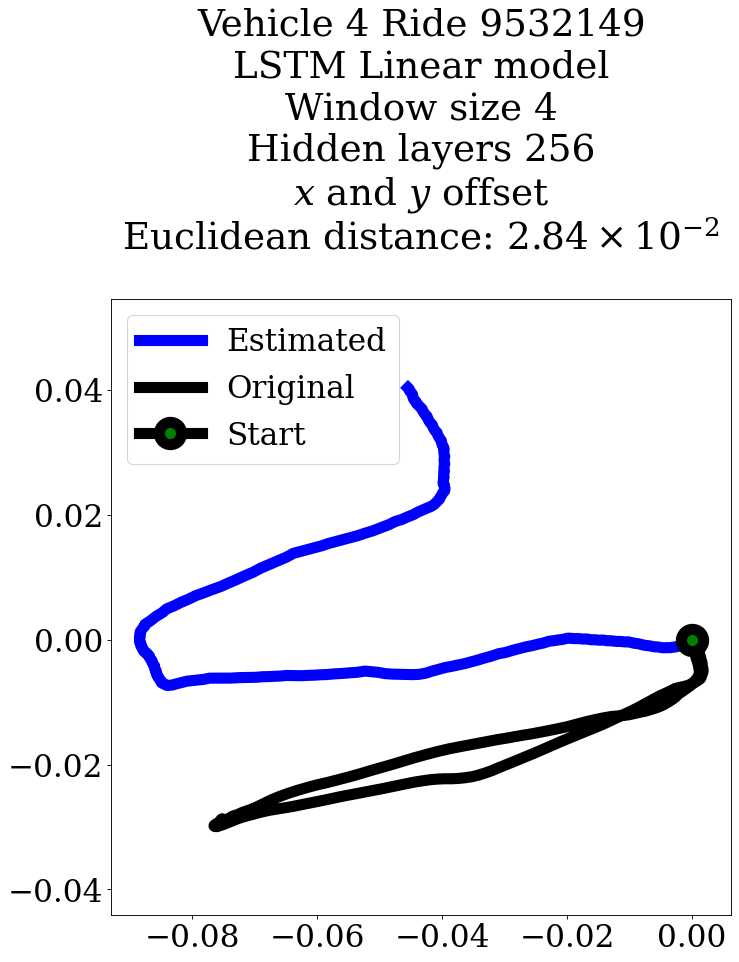 Vehicle 4 Ride 9532149
LSTM Linear model
Window size 4
Hidden layers 256
x and y offset
Euclidean distance: 2.84 × 10⁻²
Estimated
Original
Start
0.04
0.02
0.00
−0.02
−0.04
−0.08 −0.06 −0.04 −0.02 0.00